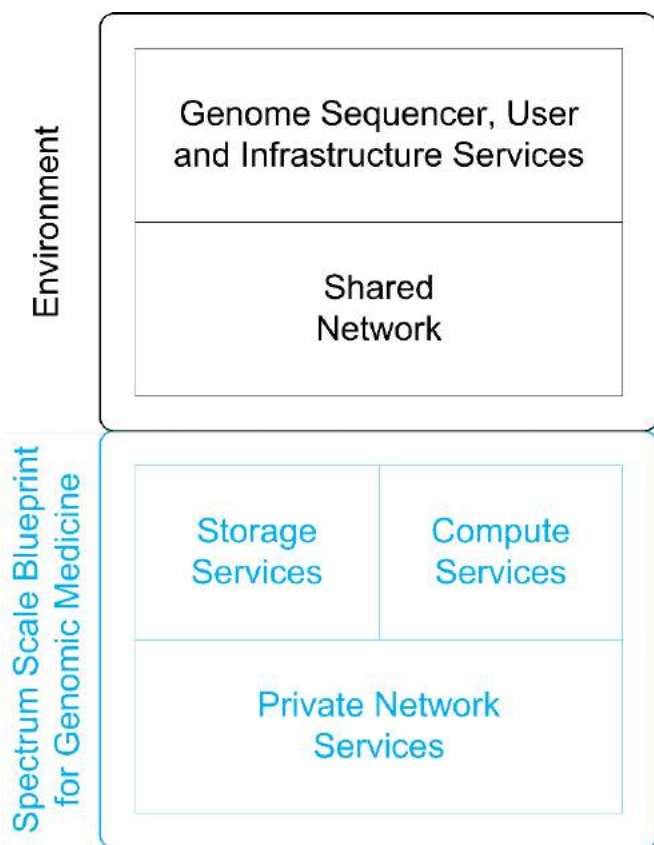 Environment
Genome Sequencer, User
and Infrastructure Services
Shared
Network
Spectrum Scale Blueprint
for Genomic Medicine
Storage
Services
Compute
Services
Private Network
Services